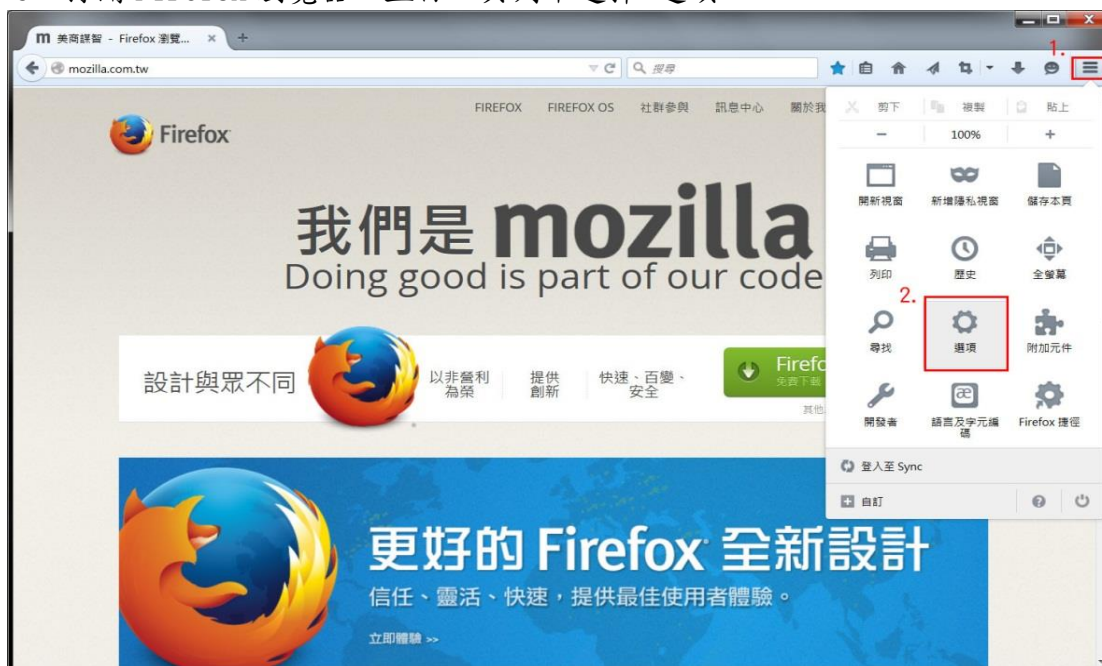 美商謀智 - Firefox 瀏覽... × +
1.
mozilla.com.tw
搜尋
FIREFOX FIREFOX OS 社群參與 訊息中心 關於我
剪下 複製 貼上
− 100% +
Firefox
開新視窗 新增隱私視窗 儲存本頁
我們是 mozilla
Doing good is part of our code
列印 歷史 全螢幕
2.
尋找 選項 附加元件
設計與眾不同
以非營利為榮
提供創新
快速、百變、安全
Firefo
免費下載
其他
開發者 語言及字元編碼 Firefox 捷徑
登入至 Sync
自訂
更好的 Firefox 全新設計
信任、靈活、快速,提供最佳使用者體驗。
立即體驗 >>